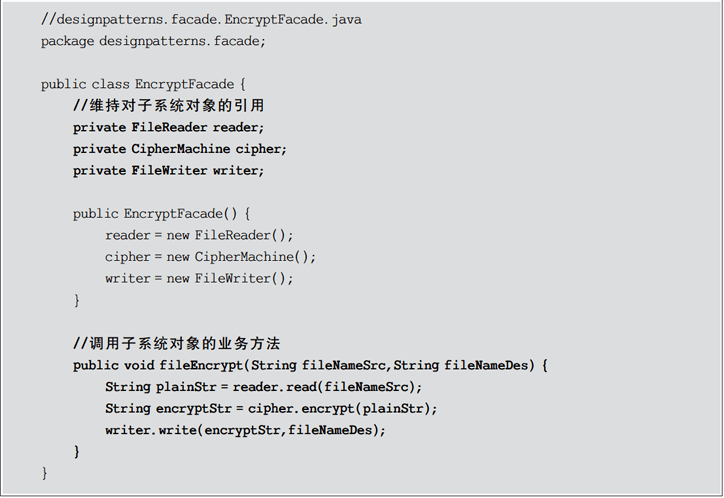 //designpatterns.facade.EncryptFacade.java
package designpatterns.facade;

public class EncryptFacade {
    //维持对子系统对象的引用
    private FileReader reader;
    private CipherMachine cipher;
    private FileWriter writer;

    public EncryptFacade() {
        reader = new FileReader();
        cipher = new CipherMachine();
        writer = new FileWriter();
    }

    //调用子系统对象的业务方法
    public void fileEncrypt(String fileNameSrc,String fileNameDes) {
        String plainStr = reader.read(fileNameSrc);
        String encryptStr = cipher.encrypt(plainStr);
        writer.write(encryptStr,fileNameDes);
    }
}